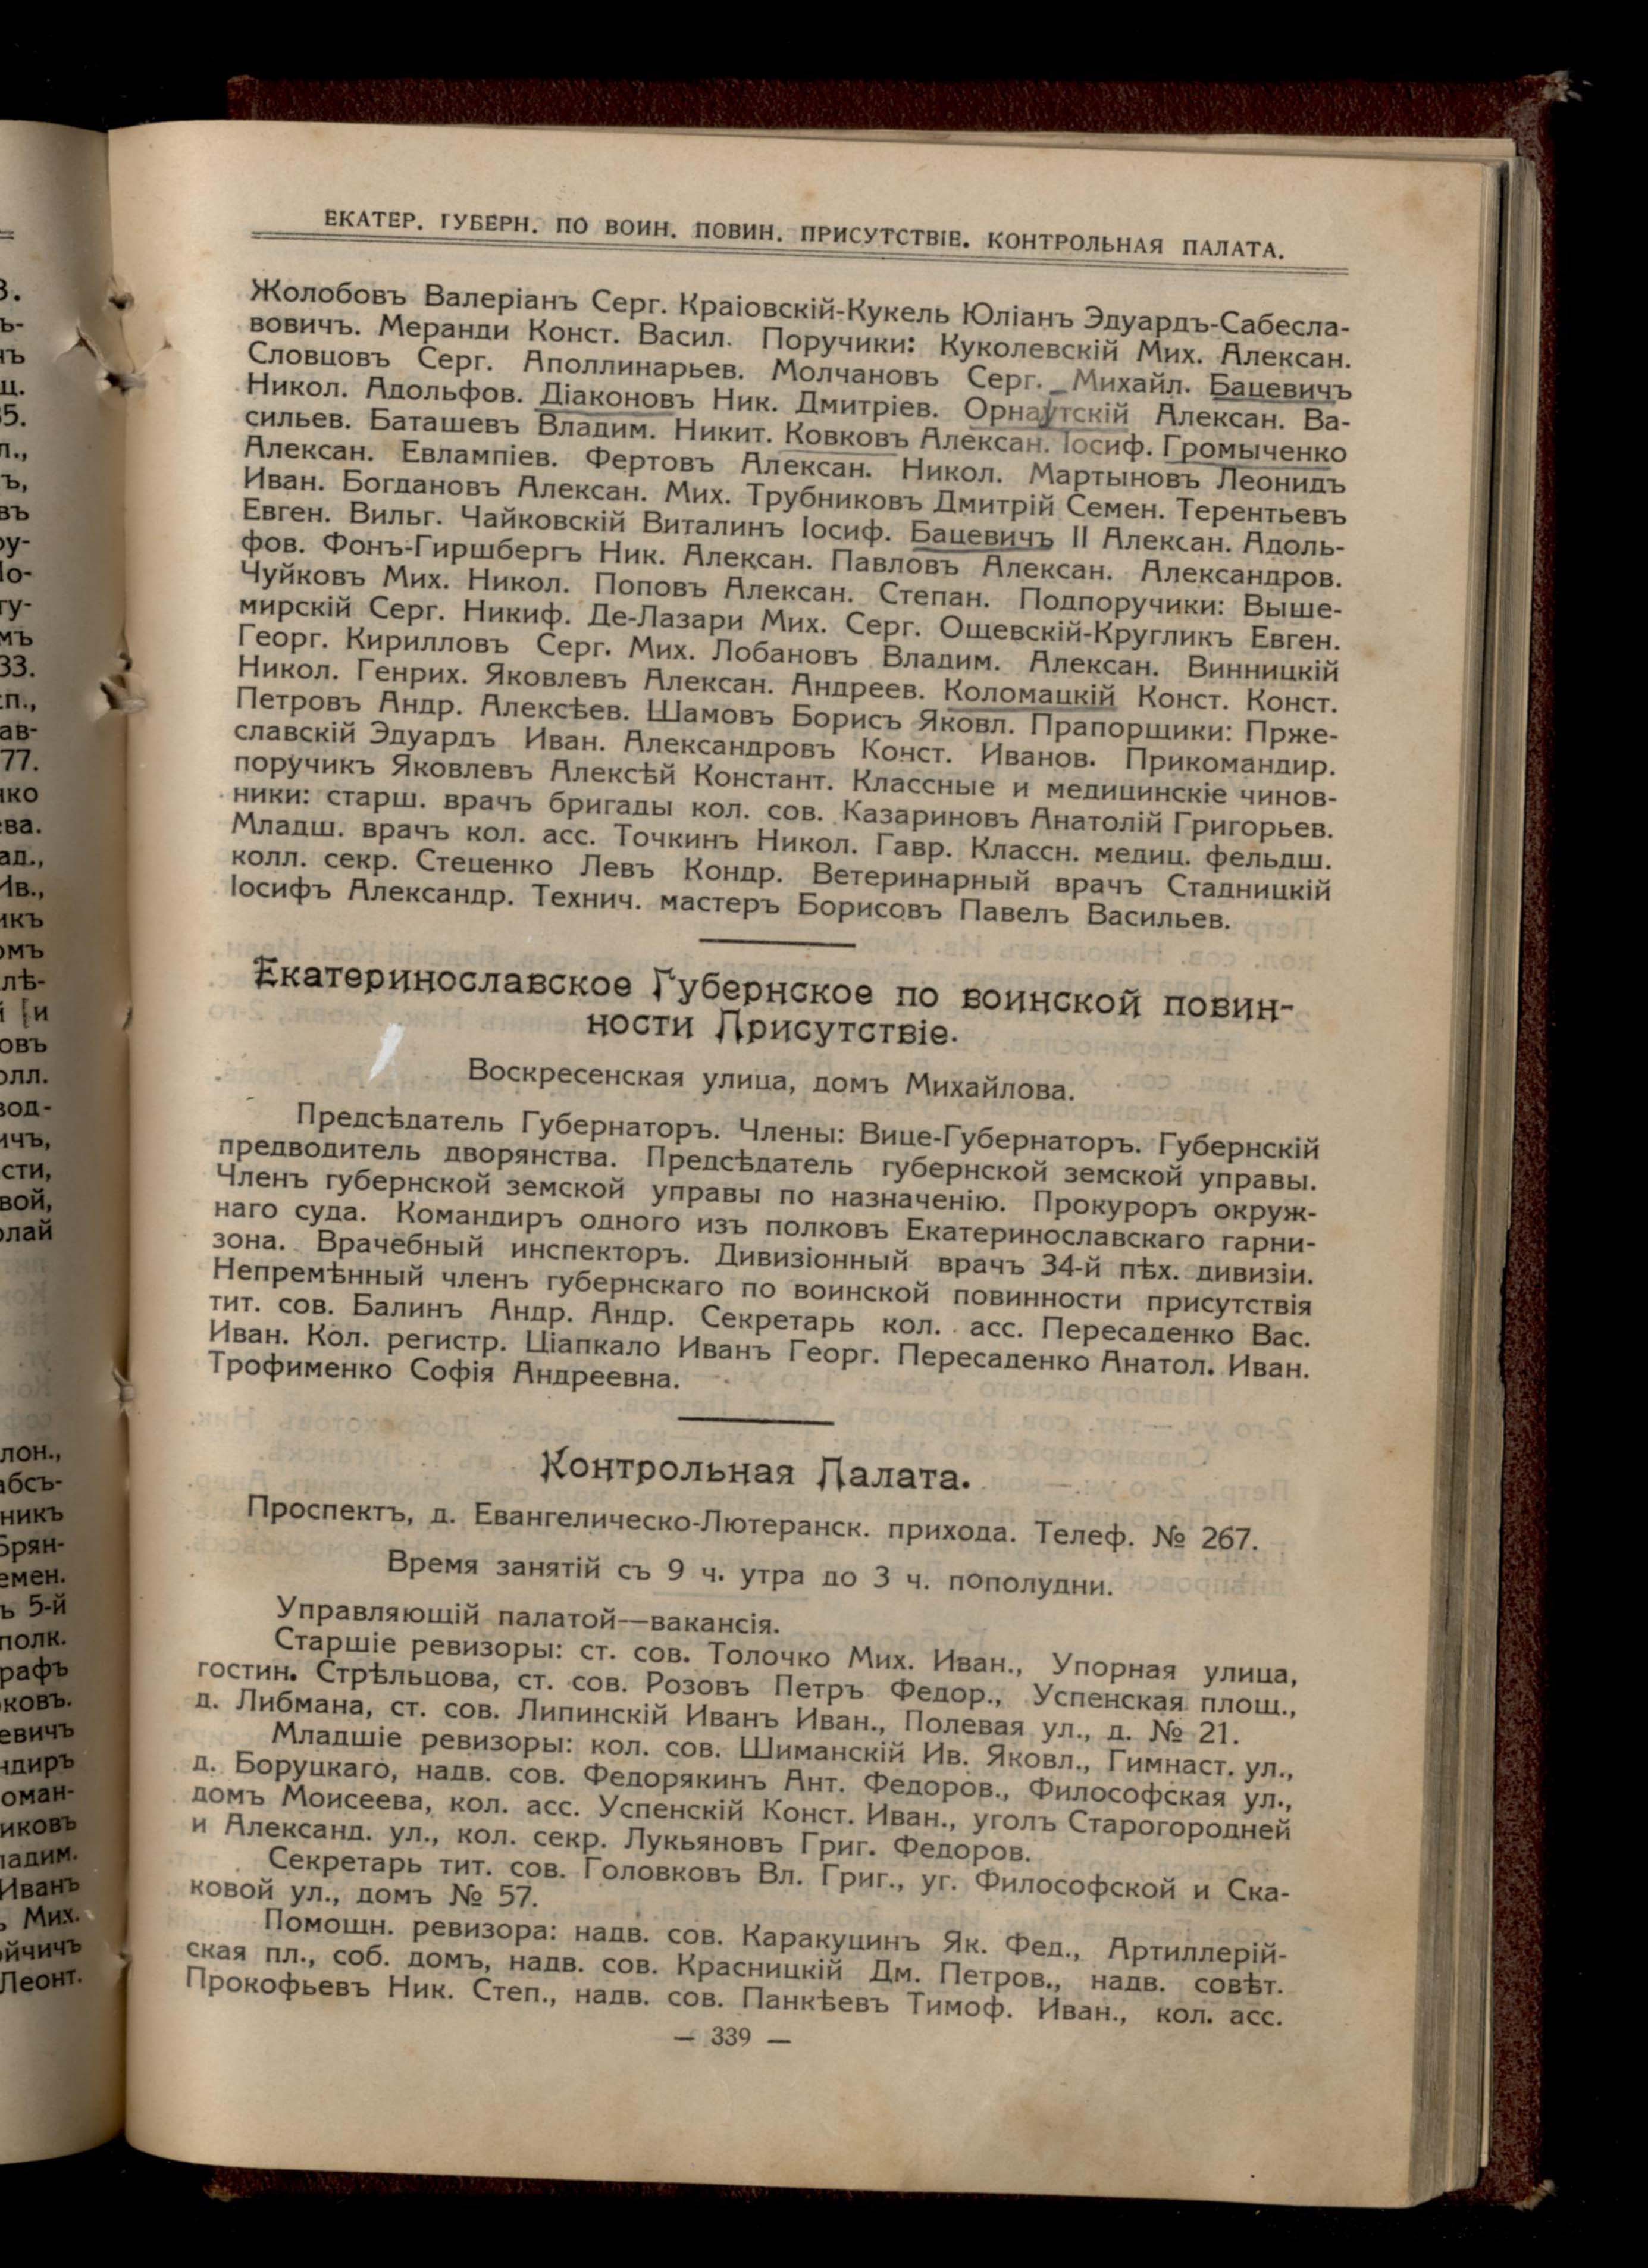 ЕКАТЕР. ГУБЕРН. ПО ВОИН. ПОВИН. ПРИСУТСТВІЕ. КОНТРОЛЬНАЯ ПАЛАТА.
Жолобовъ Валеріанъ Серг. Краіовскій-Кукель Юліанъ Эдуардъ-Сабесла-
вовичъ. Меранди Конст. Васил. Поручики: Куколевскій Мих. Алексан.
Словцовъ Серг. Аполлинарьев. Молчановъ Серг. Михайл. Бацевичъ
Никол. Адольфов. Діаконовъ Ник. Дмитріев. Орнаутскій Алексан. Ва-
сильев. Баташевъ Владим. Никит. Ковковъ Алексан. Іосиф. Громыченко
Алексан. Евлампіев. Фертовъ Алексан. Никол. Мартыновъ Леонидъ
Иван. Богдановъ Алексан. Мих. Трубниковъ Дмитрій Семен. Терентьевъ
Евген. Вильг. Чайковскій Виталинъ Іосиф. Бацевичъ II Алексан. Адоль-
фов. Фонъ-Гиршбергъ Ник. Алексан. Павловъ Алексан. Александров.
Чуйковъ Мих. Никол. Поповъ Алексан. Степан. Подпоручики: Выше-
мирскій Серг. Никиф. Де-Лазари Мих. Серг. Ощевскій-Кругликъ Евген.
Георг. Кирилловъ Серг. Мих. Лобановъ Владим. Алексан. Винницкій
Никол. Генрих. Яковлевъ Алексан. Андреев. Коломацкій Конст. Конст.
Петровъ Андр. Алексѣев. Шамовъ Борисъ Яковл. Прапорщики: Прже-
славскій Эдуардъ Иван. Александровъ Конст. Иванов. Прикомандир.
поручикъ Яковлевъ Алексѣй Констант. Классные и медицинскіе чинов-
ники: старш. врачъ бригады кол. сов. Казариновъ Анатолій Григорьев.
Младш. врачъ кол. асс. Точкинъ Никол. Гавр. Классн. медиц. фельдш.
колл. секр. Стеценко Левъ Кондр. Ветеринарный врачъ Стадницкій
Іосифъ Александр. Технич. мастеръ Борисовъ Павелъ Васильев.
Екатеринославское Губернское по воинской повин-
ности Присутствіе.
Воскресенская улица, домъ Михайлова.
Предсѣдатель Губернаторъ. Члены: Вице-Губернаторъ. Губернскій
предводитель дворянства. Предсѣдатель губернской земской управы.
Членъ губернской земской управы по назначенію. Прокуроръ окруж-
наго суда. Командиръ одного изъ полковъ Екатеринославскаго гарни-
зона. Врачебный инспекторъ. Дивизіонный врачъ 34-й пѣх. дивизіи.
Непремѣнный членъ губернскаго по воинской повинности присутствія
тит. сов. Балинъ Андр. Андр. Секретарь кол. асс. Пересаденко Вас.
Иван. Кол. регистр. Ціапкало Иванъ Георг. Пересаденко Анатол. Иван.
Трофименко Софія Андреевна.
Контрольная Палата.
Проспектъ, д. Евангелическо-Лютеранск. прихода. Телеф. № 267.
Время занятій съ 9 ч. утра до 3 ч. пополудни.
Управляющій палатой—вакансія.
Старшіе ревизоры: ст. сов. Толочко Мих. Иван., Упорная улица,
гостин. Стрѣльцова, ст. сов. Розовъ Петръ Федор., Успенская площ.,
д. Либмана, ст. сов. Липинскій Иванъ Иван., Полевая ул., д. № 21.
Младшіе ревизоры: кол. сов. Шиманскій Ив. Яковл., Гимнаст. ул.,
д. Боруцкаго, надв. сов. Федорякинъ Ант. Федоров., Философская ул.,
домъ Моисеева, кол. асс. Успенскій Конст. Иван., уголъ Старогородней
и Александ. ул., кол. секр. Лукьяновъ Григ. Федоров.
Секретарь тит. сов. Головковъ Вл. Григ., уг. Философской и Ска-
ковой ул., домъ № 57.
Помощн. ревизора: надв. сов. Каракуцинъ Як. Фед., Артиллерій-
ская пл., соб. домъ, надв. сов. Красницкій Дм. Петров., надв. совѣт.
Прокофьевъ Ник. Степ., надв. сов. Панкѣевъ Тимоф. Иван., кол. асс.
— 339 —